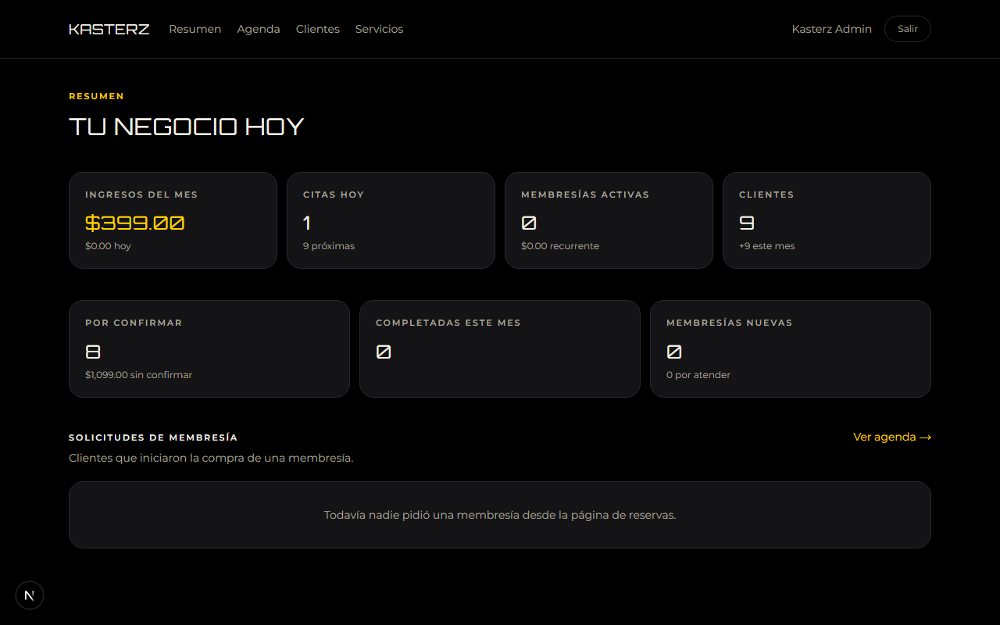 KASTERZ Resumen Agenda Clientes Servicios Kasterz Admin Salir
RESUMEN
TU NEGOCIO HOY
INGRESOS DEL MES
$399.00
$0.00 hoy
CITAS HOY
1
9 próximas
MEMBRESÍAS ACTIVAS
0
$0.00 recurrente
CLIENTES
9
+9 este mes
POR CONFIRMAR
8
$1,099.00 sin confirmar
COMPLETADAS ESTE MES
0
MEMBRESÍAS NUEVAS
0
0 por atender
SOLICITUDES DE MEMBRESÍA
Ver agenda →
Clientes que iniciaron la compra de una membresía.
Todavía nadie pidió una membresía desde la página de reservas.
N